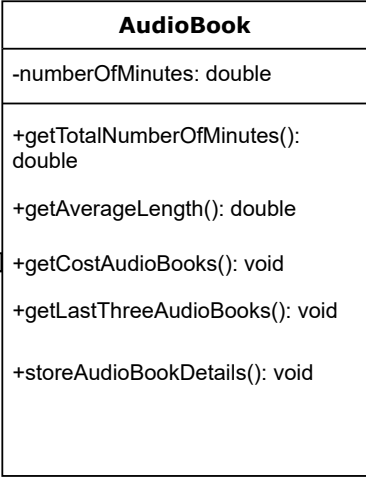 AudioBook
-numberOfMinutes: double
+getTotalNumberOfMinutes():
double
+getAverageLength(): double
+getCostAudioBooks(): void
+getLastThreeAudioBooks(): void
+storeAudioBookDetails(): void